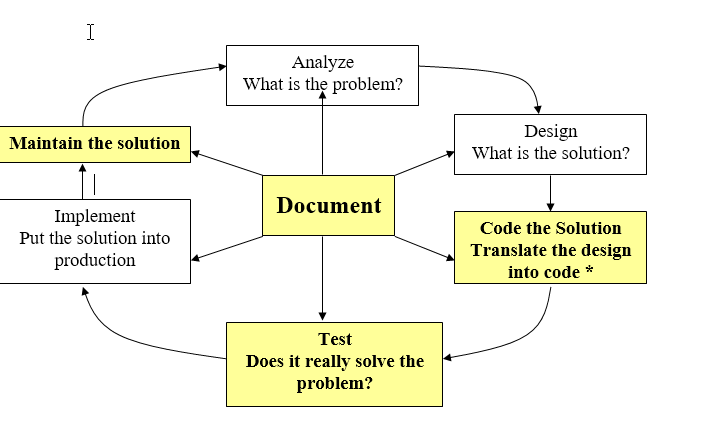 Analyze
What is the problem?
Design
What is the solution?
Maintain the solution
Document
Implement
Put the solution into
production
Code the Solution
Translate the design
into code *
Test
Does it really solve the
problem?